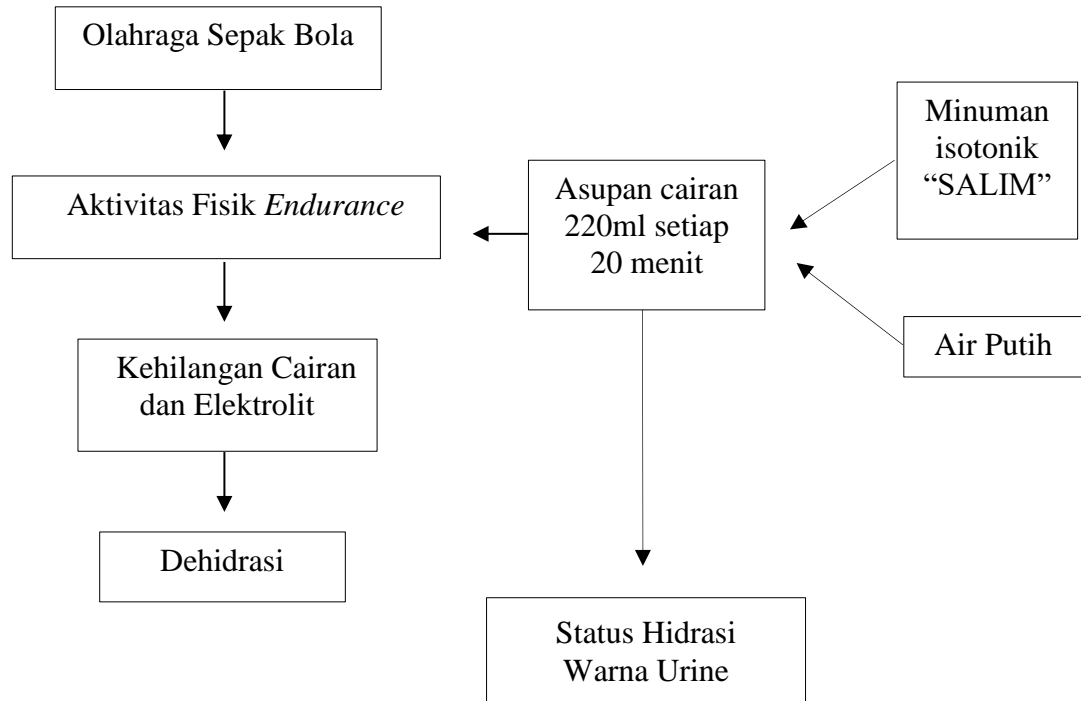 Olahraga Sepak Bola
Aktivitas Fisik Endurance
Kehilangan Cairan
dan Elektrolit
Dehidrasi
Asupan cairan
220ml setiap
20 menit
Minuman
isotonik
“SALIM”
Air Putih
Status Hidrasi
Warna Urine